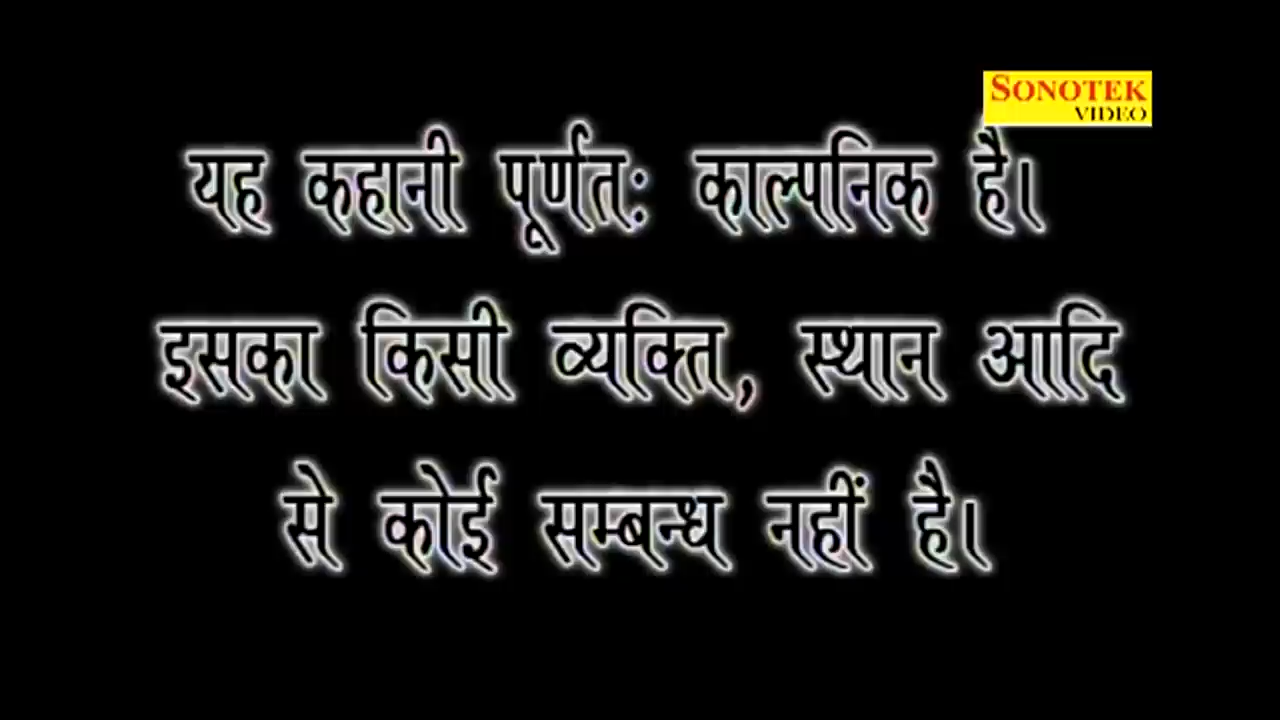 SONOTEK
VIDEO
यह कहानी पूर्णतः काल्पनिक है।
इसका किसी व्यक्ति, स्थान आदि
से कोई सम्बन्ध नहीं है।